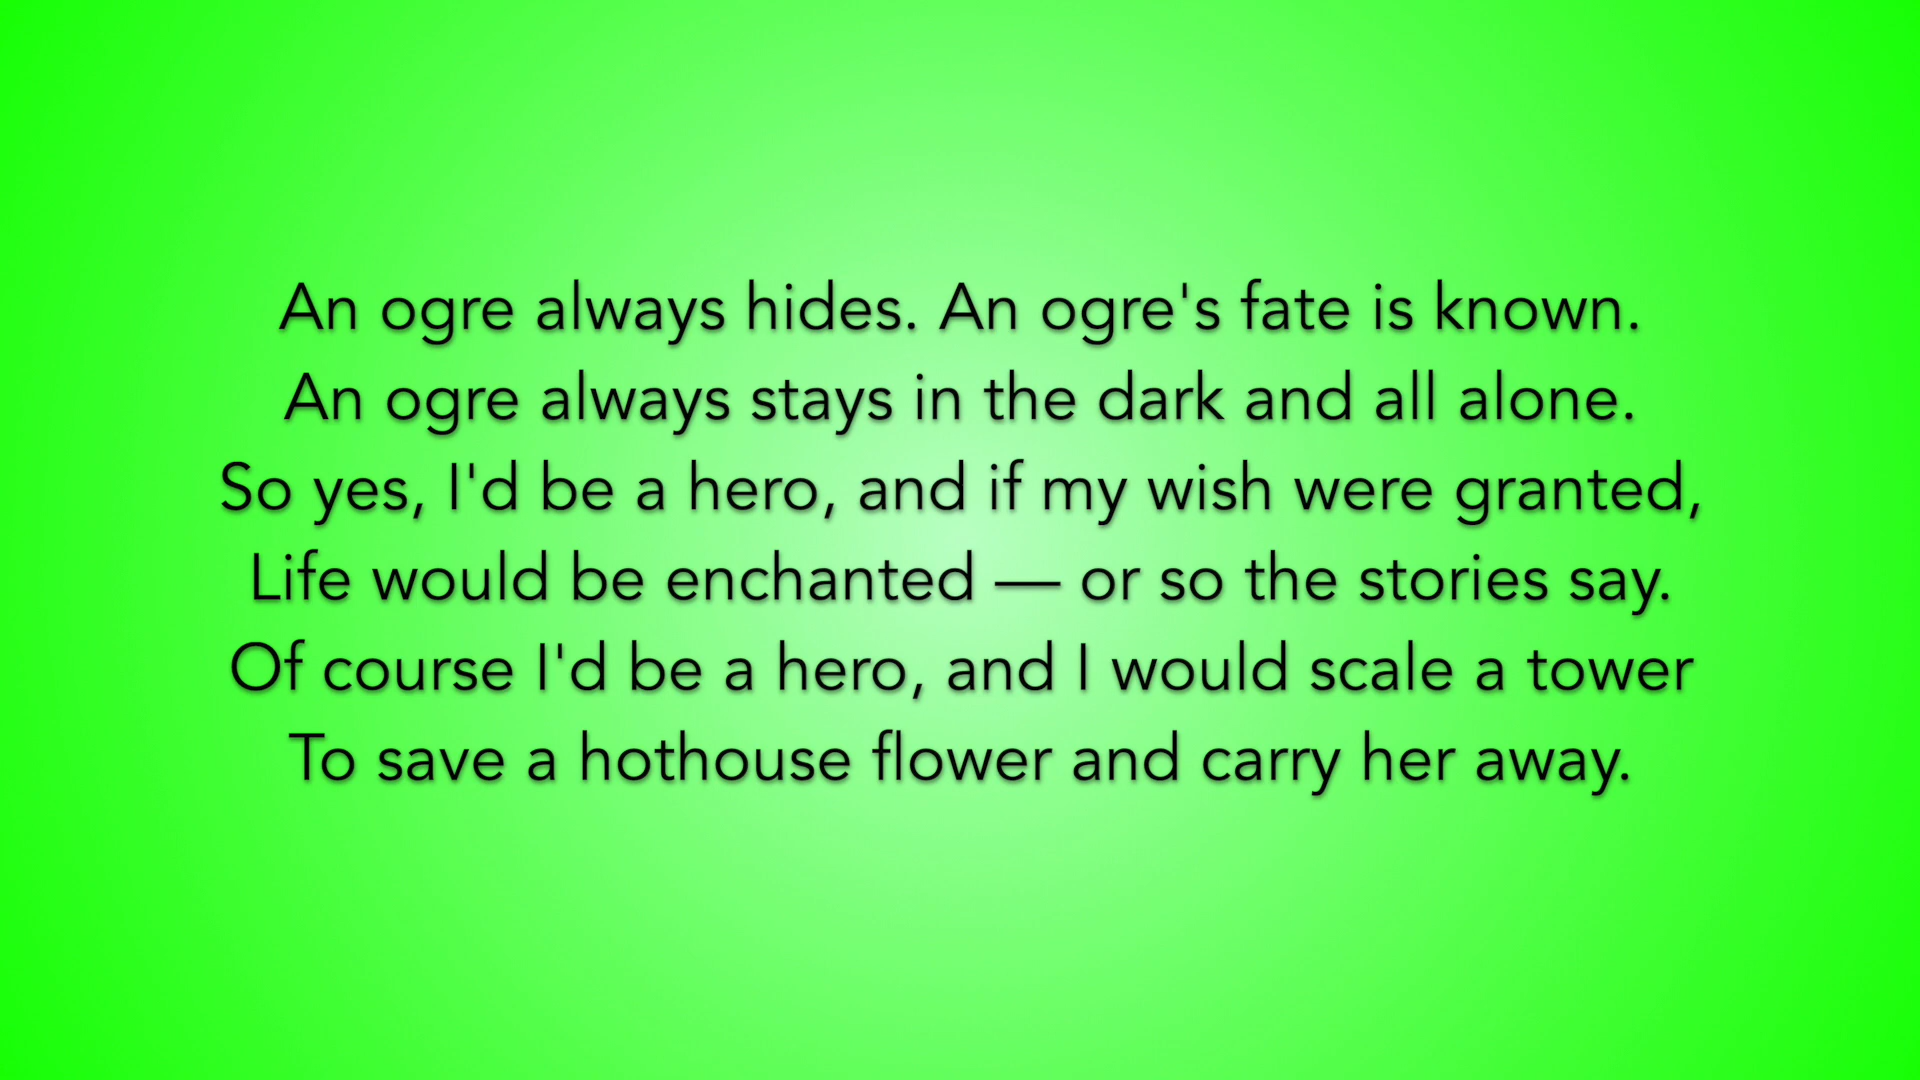 An ogre always hides. An ogre's fate is known.
An ogre always stays in the dark and all alone.
So yes, I'd be a hero, and if my wish were granted,
Life would be enchanted — or so the stories say.
Of course I'd be a hero, and I would scale a tower
To save a hothouse flower and carry her away.